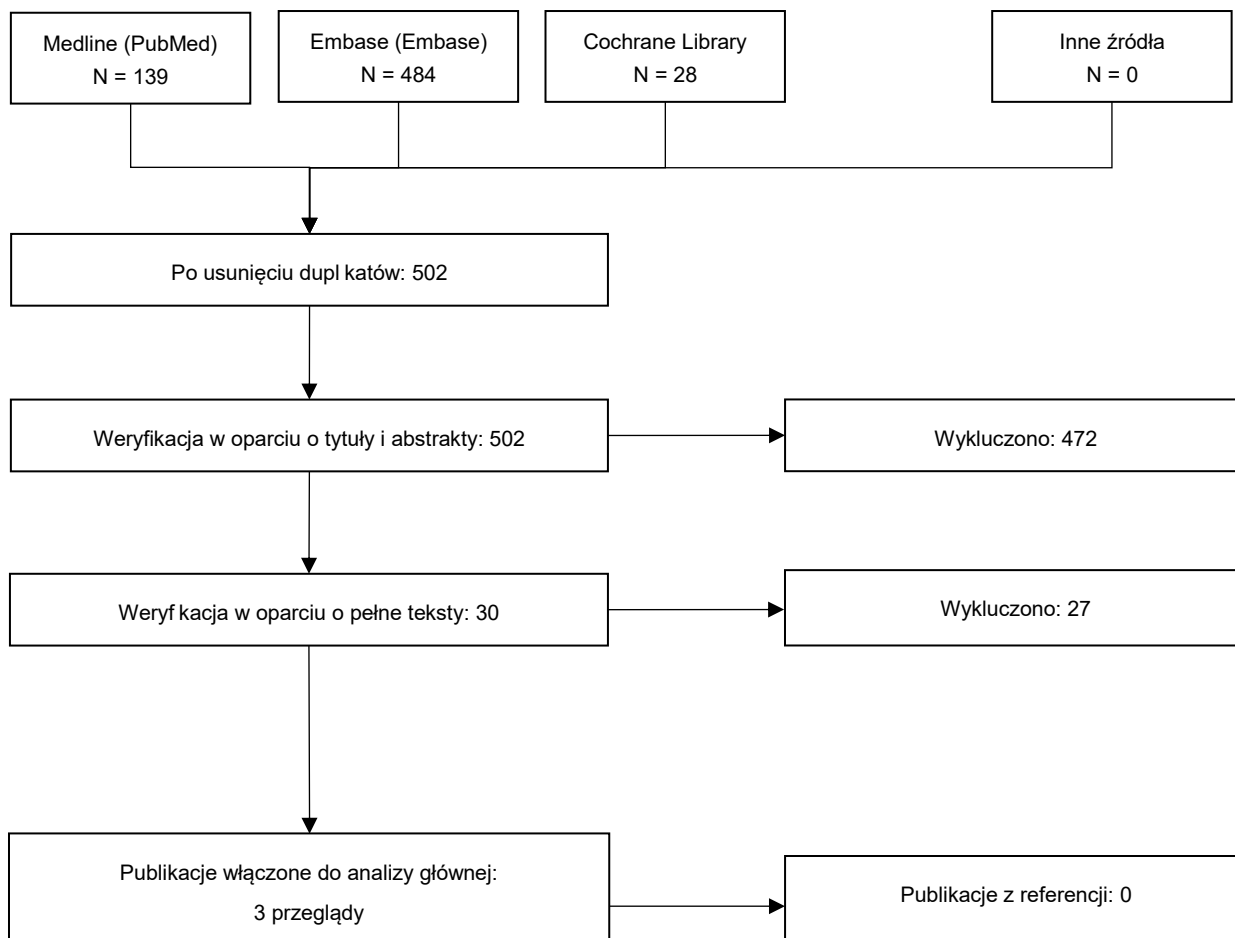 Medline (PubMed)
N = 139
Embase (Embase)
N = 484
Cochrane Library
N = 28
Inne źródła
N = 0
Po usunięciu dupl katów: 502
Weryfikacja w oparciu o tytuły i abstrakty: 502
Wykluczono: 472
Weryf kacja w oparciu o pełne teksty: 30
Wykluczono: 27
Publikacje włączone do analizy głównej:
3 przeglądy
Publikacje z referencji: 0